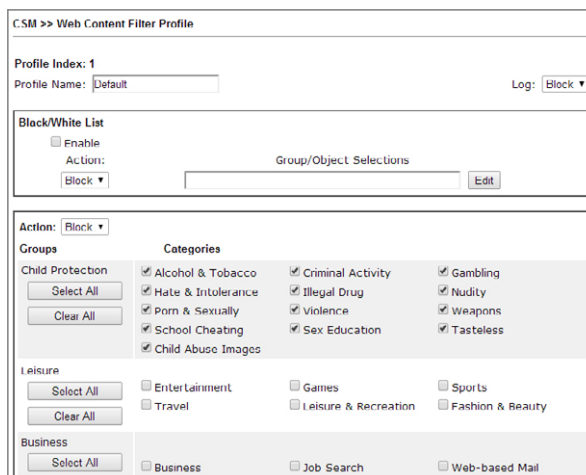 CSM >> Web Content Filter Profile
Profile Index: 1
Profile Name: Default Log: Block
Black/White List
Enable
Action: Group/Object Selections
Block Edit
Action: Block
Groups Categories
Child Protection Alcohol & Tobacco Criminal Activity Gambling
Select All Hate & Intolerance Illegal Drug Nudity
Clear All Porn & Sexually Violence Weapons
School Cheating Sex Education Tasteless
Child Abuse Images
Leisure
Select All Entertainment Games Sports
Clear All Travel Leisure & Recreation Fashion & Beauty
Business
Select All Business Job Search Web-based Mail